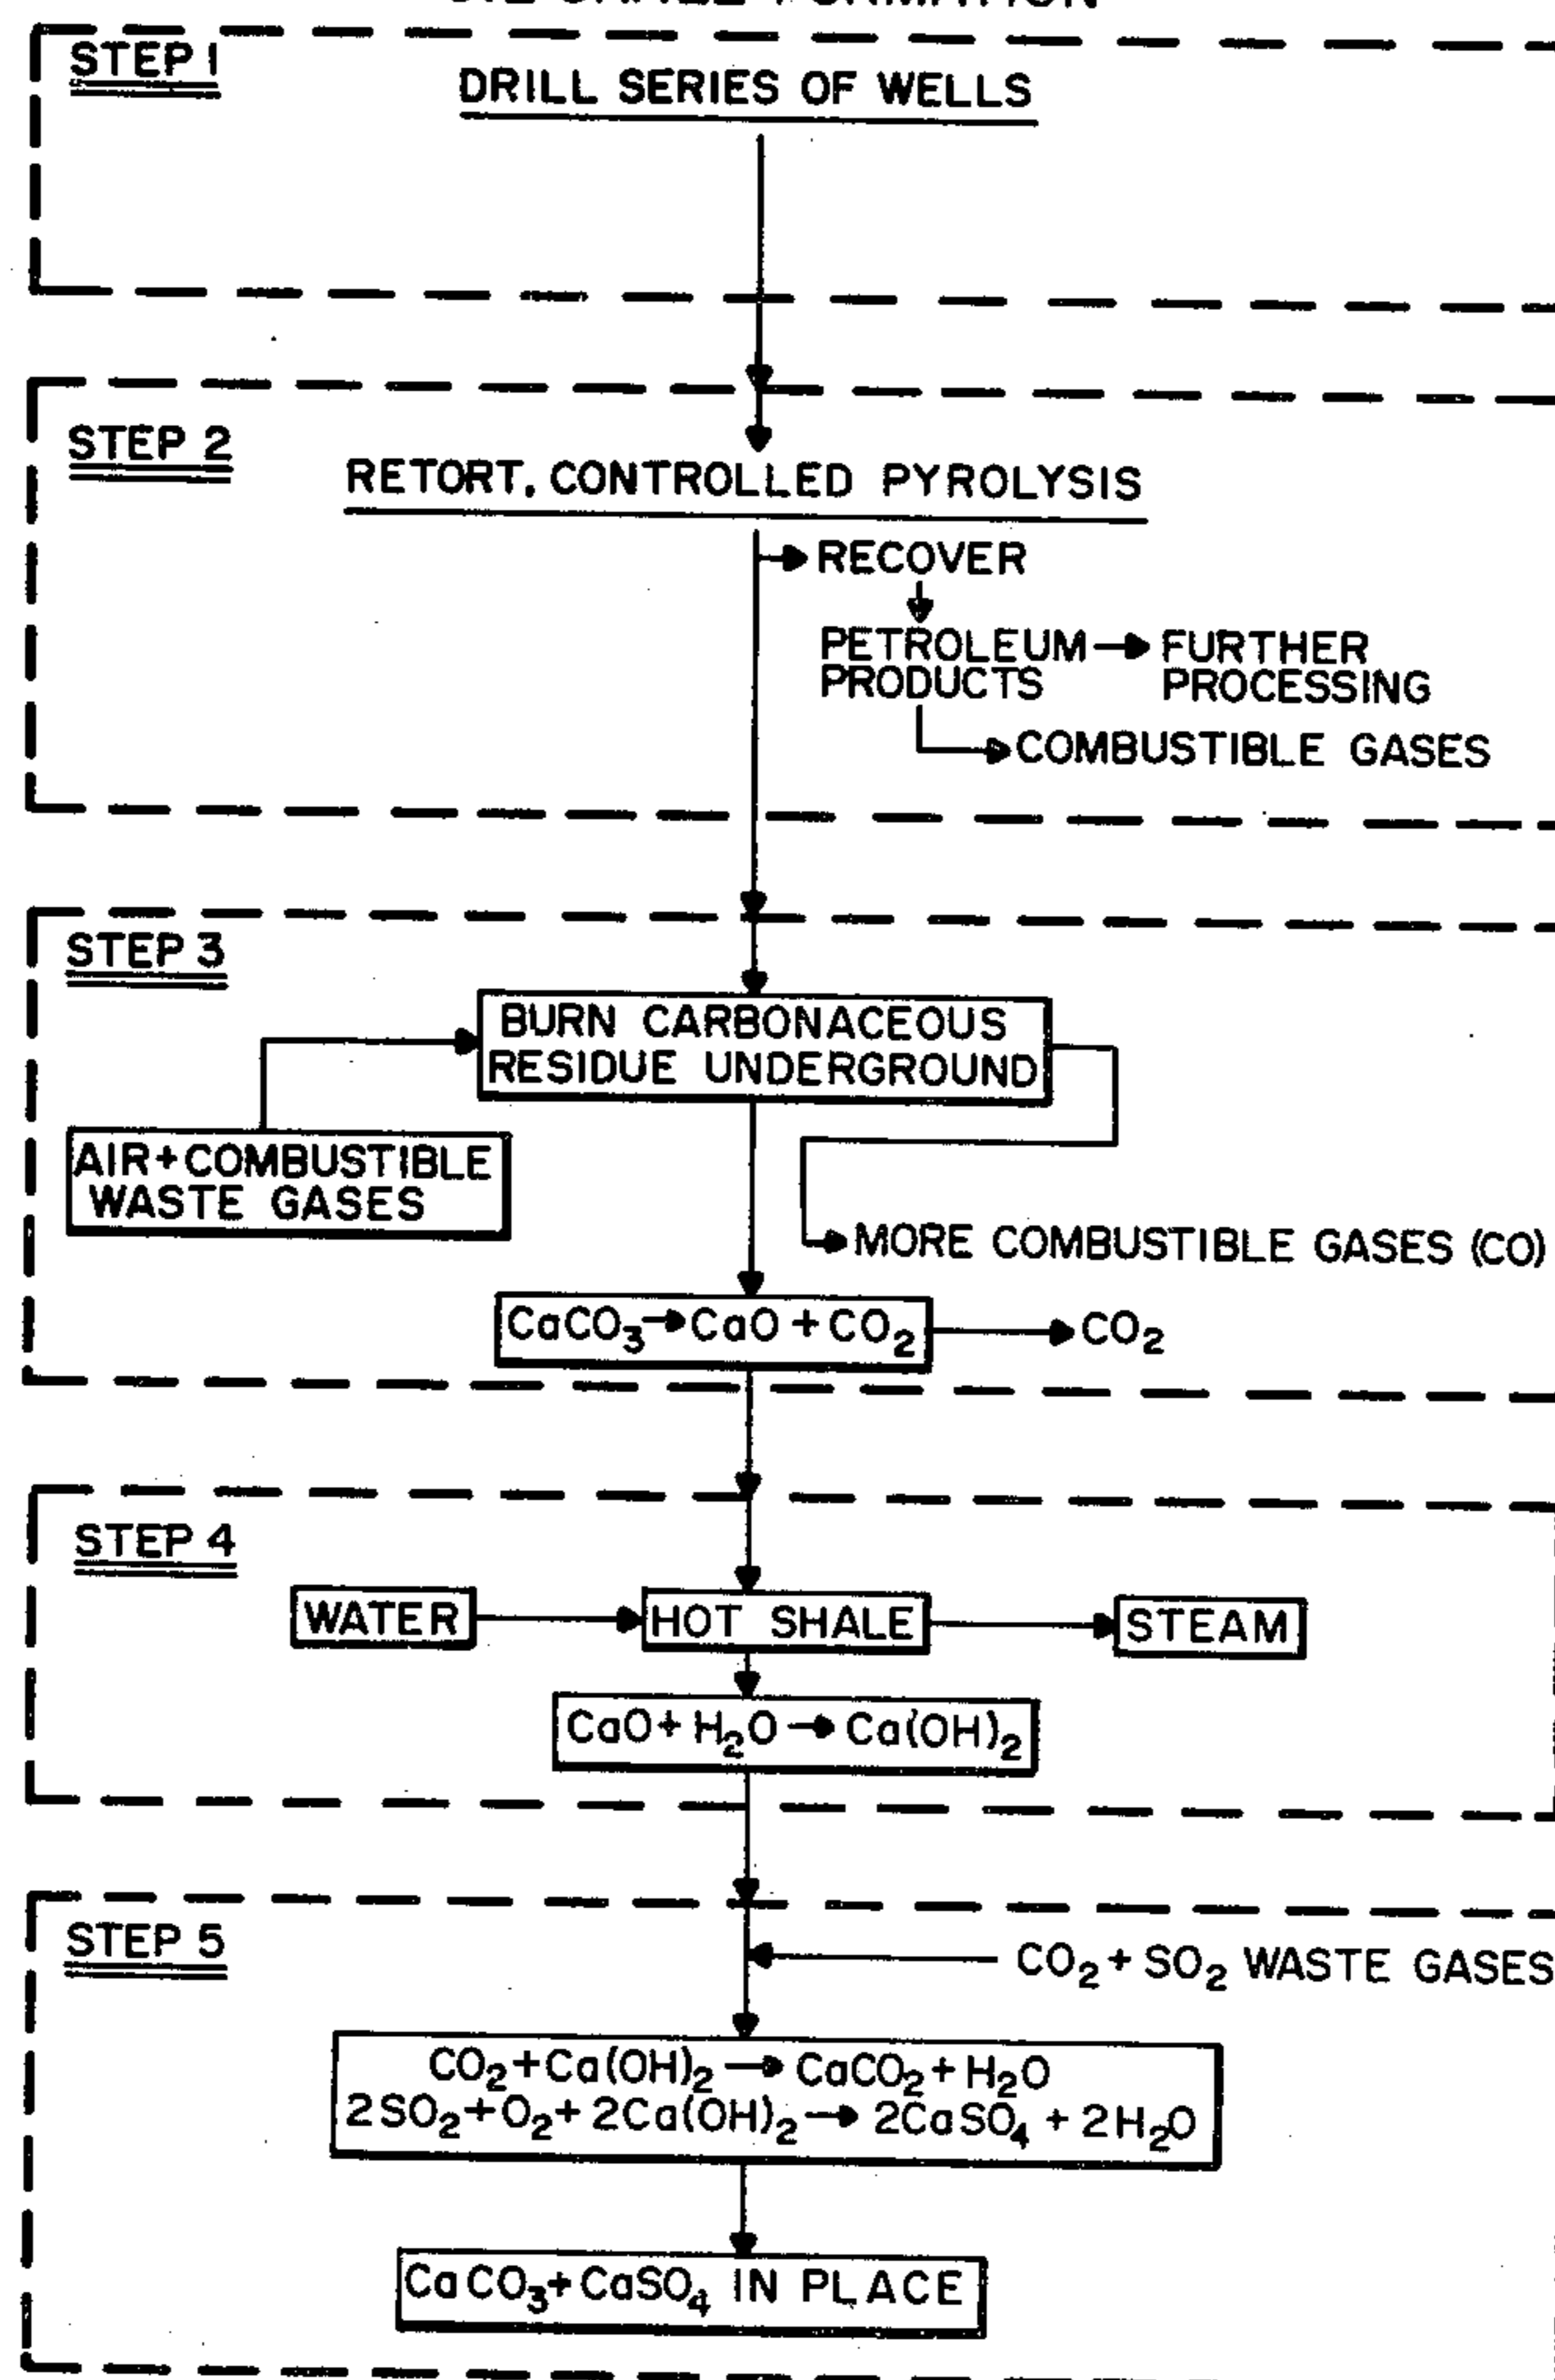 STEP 1
DRILL SERIES OF WELLS
STEP 2
RETORT, CONTROLLED PYROLYSIS
RECOVER
PETROLEUM PRODUCTS
FURTHER PROCESSING
COMBUSTIBLE GASES
STEP 3
BURN CARBONACEOUS
RESIDUE UNDERGROUND
AIR+COMBUSTIBLE
WASTE GASES
MORE COMBUSTIBLE GASES (CO)
CaCO₃→CaO+CO₂
CO₂
STEP 4
WATER
HOT SHALE
STEAM
CaO+H₂O→Ca(OH)₂
STEP 5
CO₂+SO₂ WASTE GASES
CO₂+Ca(OH)₂→CaCO₂+H₂O
2SO₂+O₂+2Ca(OH)₂→2CaSO₄+2H₂O
CaCO₃+CaSO₄ IN PLACE